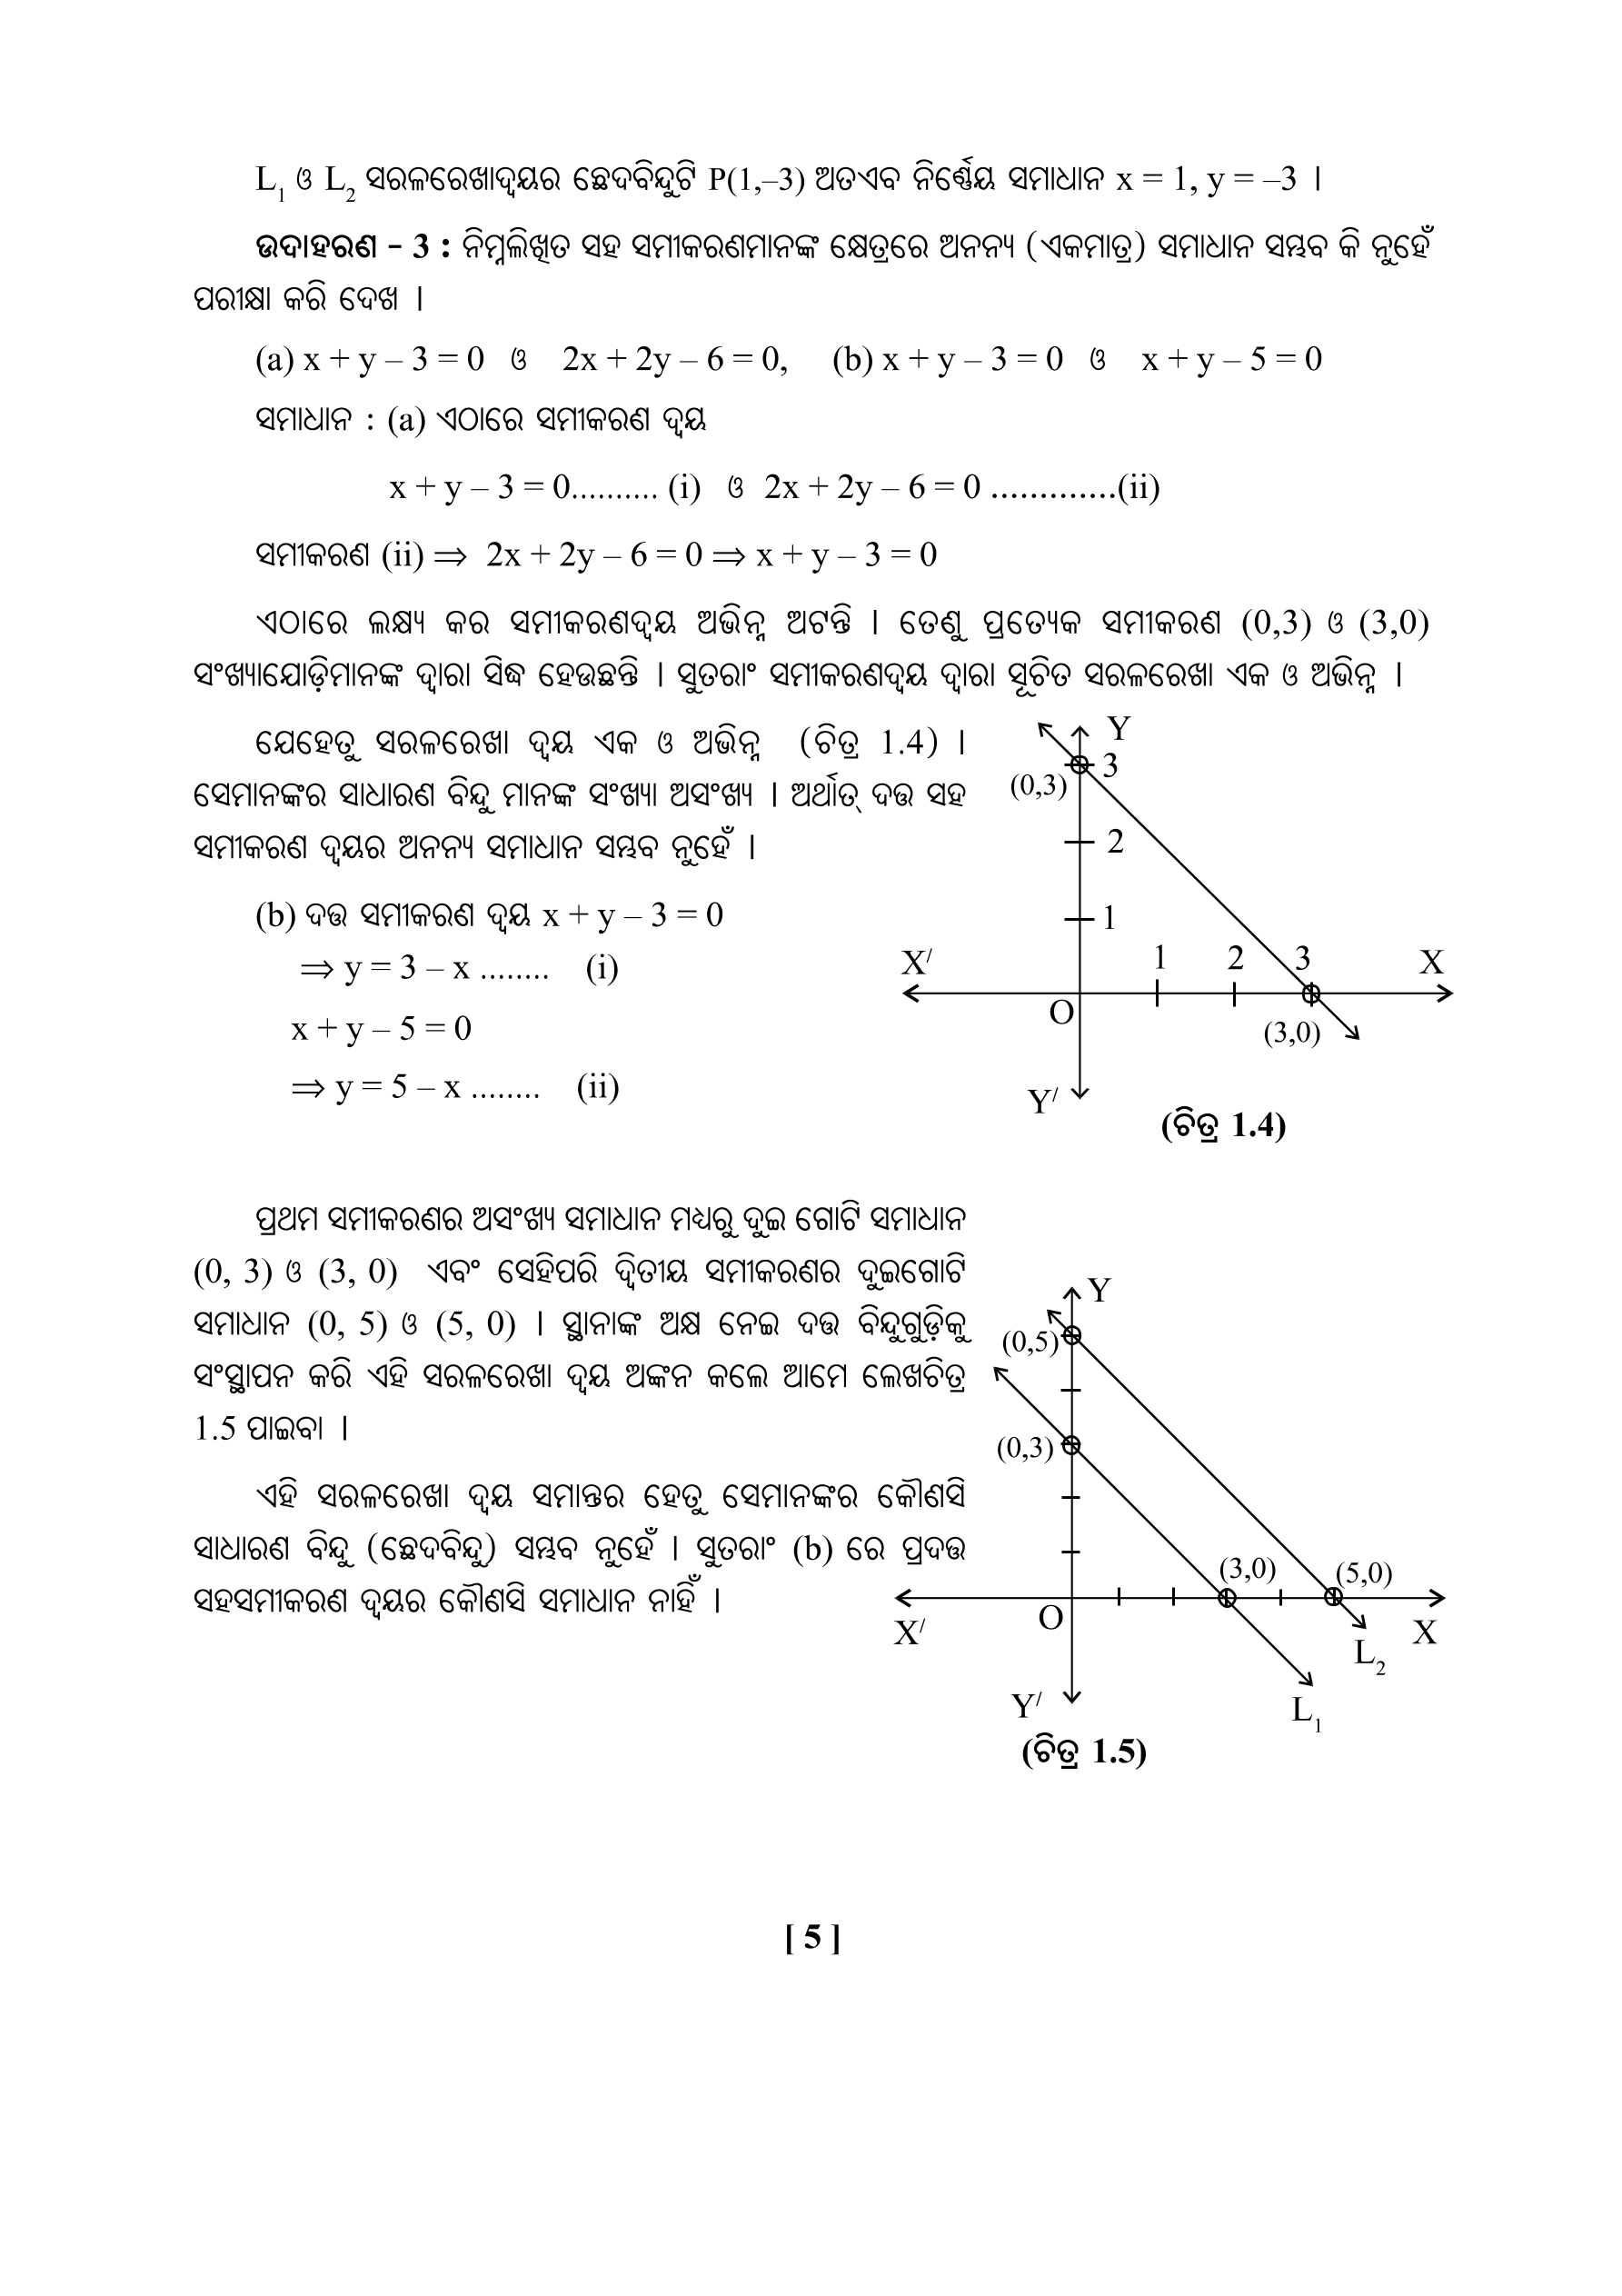 L1 ଓ L2 ସରଳରେଖାଦ୍ୱୟର ଛେଦବିନ୍ଦୁଟି P(1,–3) ଅତଏବ ନିର୍ଣ୍ଣେୟ ସମାଧାନ x = 1, y = –3 ।
ଉଦାହରଣ – 3 : ନିମ୍ନଲିଖିତ ସହ ସମୀକରଣମାନଙ୍କ କ୍ଷେତ୍ରରେ ଅନନ୍ୟ (ଏକମାତ୍ର) ସମାଧାନ ସମ୍ଭବ କି ନୁହେଁ
ପରୀକ୍ଷା କରି ଦେଖ ।
(a) x + y – 3 = 0 ଓ 2x + 2y – 6 = 0, (b) x + y – 3 = 0 ଓ x + y – 5 = 0
ସମାଧାନ : (a) ଏଠାରେ ସମୀକରଣ ଦ୍ୱୟ
x + y – 3 = 0.......... (i) ଓ 2x + 2y – 6 = 0 .............(ii)
ସମୀକରଣ (ii) ⇒ 2x + 2y – 6 = 0 ⇒ x + y – 3 = 0
ଏଠାରେ ଲକ୍ଷ୍ୟ କର ସମୀକରଣଦ୍ୱୟ ଅଭିନ୍ନ ଅଟନ୍ତି । ତେଣୁ ପ୍ରତ୍ୟେକ ସମୀକରଣ (0,3) ଓ (3,0)
ସଂଖ୍ୟାଯୋଡ଼ିମାନଙ୍କ ଦ୍ୱାରା ସିଦ୍ଧ ହେଉଛନ୍ତି । ସୁତରାଂ ସମୀକରଣଦ୍ୱୟ ଦ୍ୱାରା ସୂଚିତ ସରଳରେଖା ଏକ ଓ ଅଭିନ୍ନ ।
ଯେହେତୁ ସରଳରେଖା ଦ୍ୱୟ ଏକ ଓ ଅଭିନ୍ନ (ଚିତ୍ର 1.4) ।
ସେମାନଙ୍କର ସାଧାରଣ ବିନ୍ଦୁ ମାନଙ୍କ ସଂଖ୍ୟା ଅସଂଖ୍ୟ । ଅର୍ଥାତ୍ ଦତ୍ତ ସହ
ସମୀକରଣ ଦ୍ୱୟର ଅନନ୍ୟ ସମାଧାନ ସମ୍ଭବ ନୁହେଁ ।
(b) ଦତ୍ତ ସମୀକରଣ ଦ୍ୱୟ x + y – 3 = 0
⇒ y = 3 – x ........ (i)
x + y – 5 = 0
⇒ y = 5 – x ........ (ii)
Y
3
(0,3)
2
1
X/ 1 2 3 X
O
(3,0)
Y/
(ଚିତ୍ର 1.4)
ପ୍ରଥମ ସମୀକରଣର ଅସଂଖ୍ୟ ସମାଧାନ ମଧ୍ୟରୁ ଦୁଇ ଗୋଟି ସମାଧାନ
(0, 3) ଓ (3, 0) ଏବଂ ସେହିପରି ଦ୍ୱିତୀୟ ସମୀକରଣର ଦୁଇଗୋଟି
ସମାଧାନ (0, 5) ଓ (5, 0) । ସ୍ଥାନାଙ୍କ ଅକ୍ଷ ନେଇ ଦତ୍ତ ବିନ୍ଦୁଗୁଡ଼ିକୁ
ସଂସ୍ଥାପନ କରି ଏହି ସରଳରେଖା ଦ୍ୱୟ ଅଙ୍କନ କଲେ ଆମେ ଲେଖଚିତ୍ର
1.5 ପାଇବା ।
ଏହି ସରଳରେଖା ଦ୍ୱୟ ସମାନ୍ତର ହେତୁ ସେମାନଙ୍କର କୌଣସି
ସାଧାରଣ ବିନ୍ଦୁ (ଛେଦବିନ୍ଦୁ) ସମ୍ଭବ ନୁହେଁ । ସୁତରାଂ (b) ରେ ପ୍ରଦତ୍ତ
ସହସମୀକରଣ ଦ୍ୱୟର କୌଣସି ସମାଧାନ ନାହିଁ ।
Y
(0,5)
(0,3)
(3,0) (5,0)
X/ O X
L2
Y/ L1
(ଚିତ୍ର 1.5)
[ 5 ]